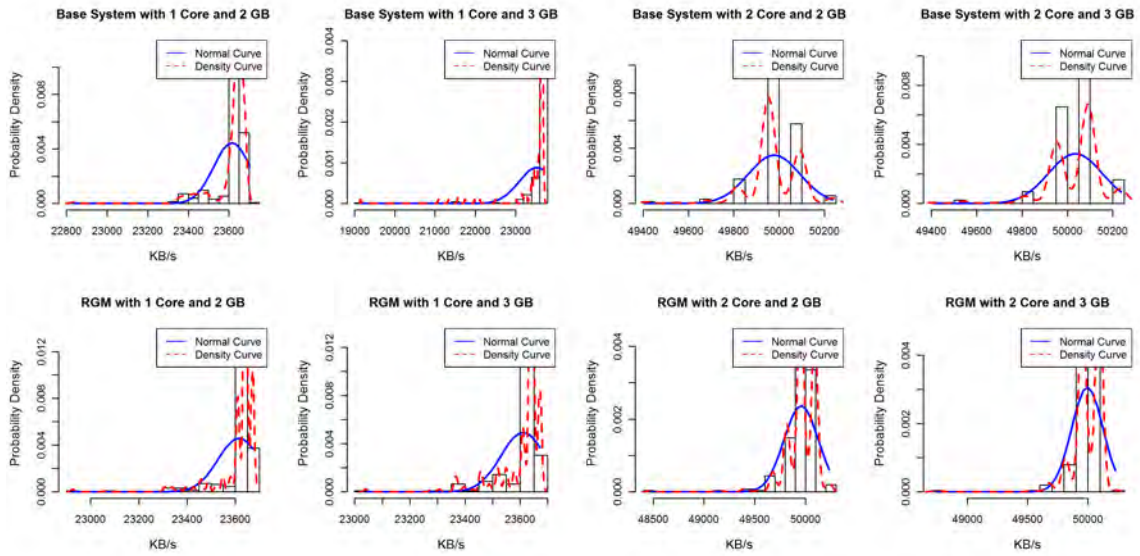 Base System with 1 Core and 2 GB
Probability Density
0.000
0.004
0.008
22800
23000
23200
23400
23600
KB/s
Normal Curve
Density Curve
Base System with 1 Core and 3 GB
Probability Density
0.000
0.001
0.002
0.003
0.004
19000
20000
21000
22000
23000
KB/s
Normal Curve
Density Curve
Base System with 2 Core and 2 GB
Probability Density
0.000
0.004
0.008
49400
49600
49800
50000
50200
KB/s
Normal Curve
Density Curve
Base System with 2 Core and 3 GB
Probability Density
0.000
0.004
0.008
49400
49600
49800
50000
50200
KB/s
Normal Curve
Density Curve
RGM with 1 Core and 2 GB
Probability Density
0.000
0.004
0.008
0.012
23000
23200
23400
23600
KB/s
Normal Curve
Density Curve
RGM with 1 Core and 3 GB
Probability Density
0.000
0.004
0.008
0.012
23000
23200
23400
23600
KB/s
Normal Curve
Density Curve
RGM with 2 Core and 2 GB
Probability Density
0.000
0.002
0.004
48500
49000
49500
50000
KB/s
Normal Curve
Density Curve
RGM with 2 Core and 3 GB
Probability Density
0.000
0.002
0.004
49000
49500
50000
KB/s
Normal Curve
Density Curve